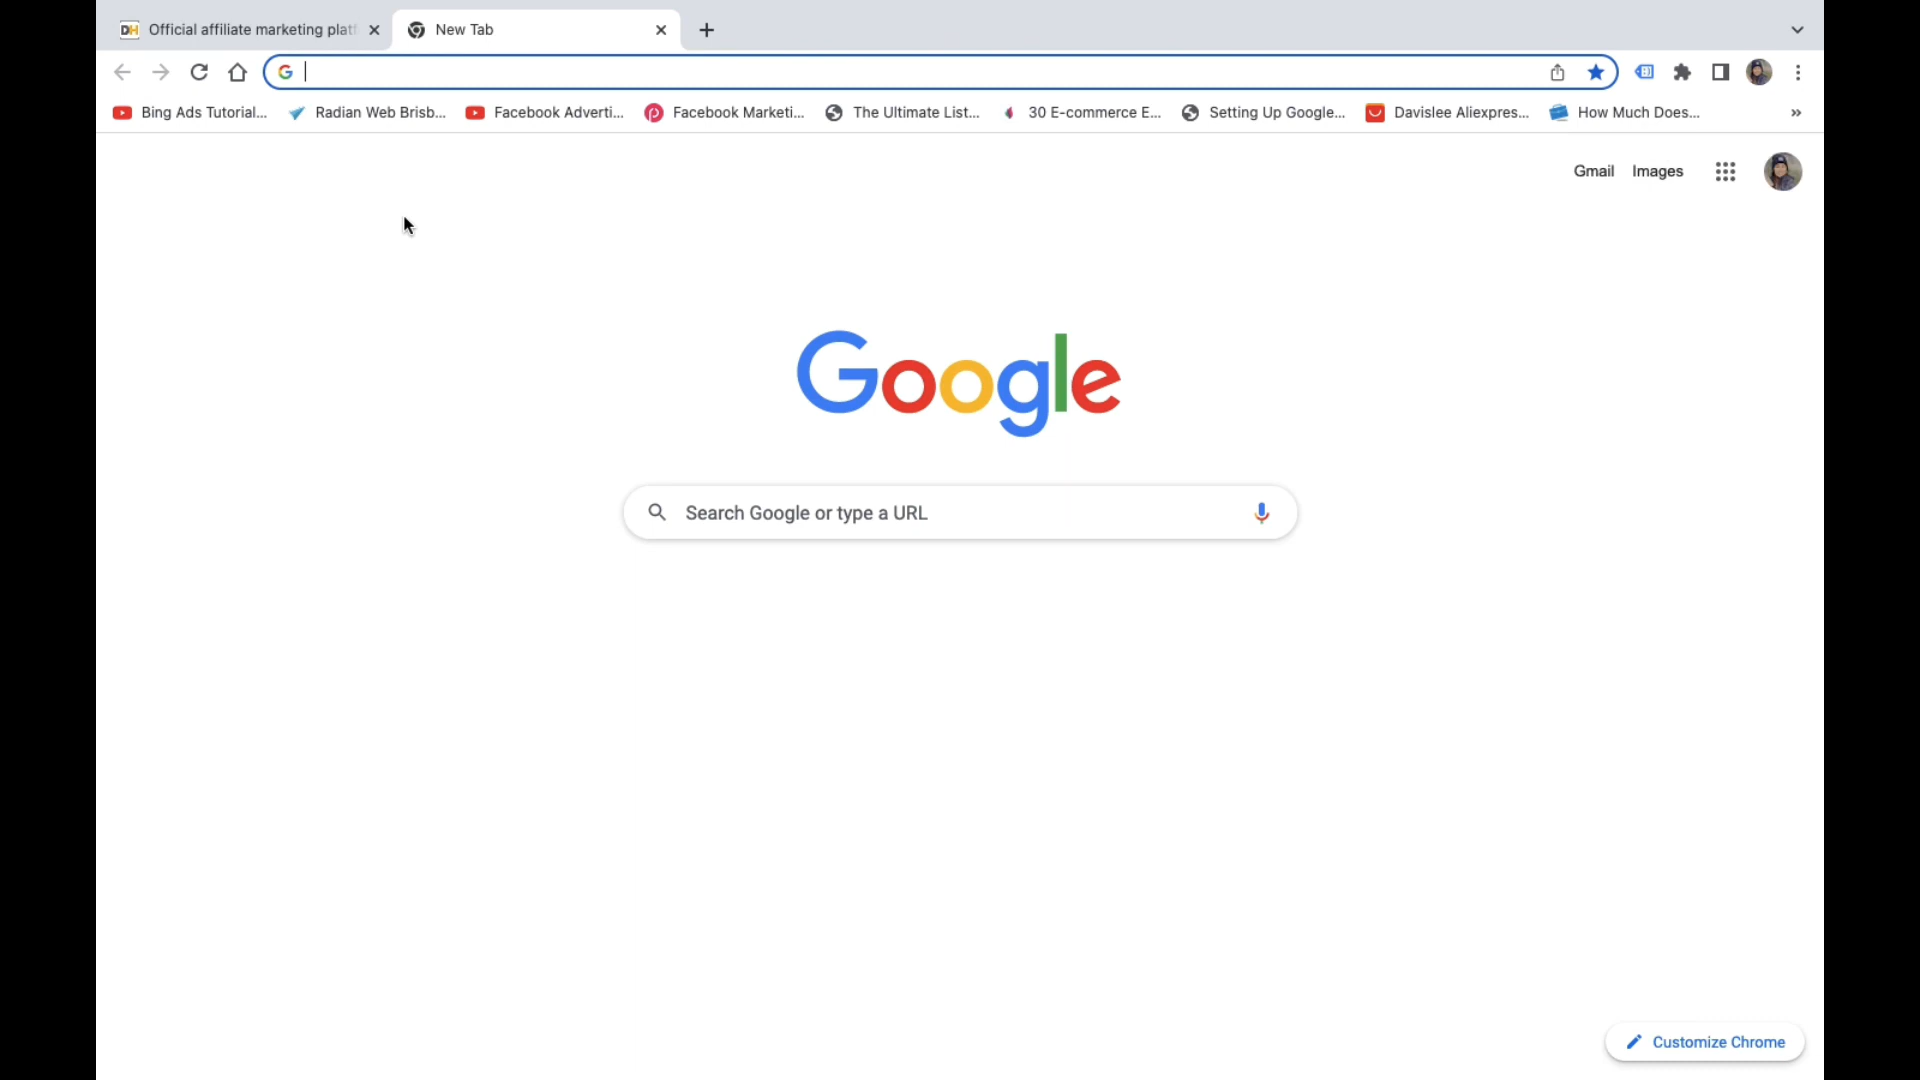 DH Official affiliate marketing platf
New Tab
Bing Ads Tutorial...
Radian Web Brisb...
Facebook Adverti...
Facebook Marketi...
The Ultimate List...
30 E-commerce E...
Setting Up Google...
Davislee Aliexpres...
How Much Does...
Gmail
Images
Google
Search Google or type a URL
Customize Chrome